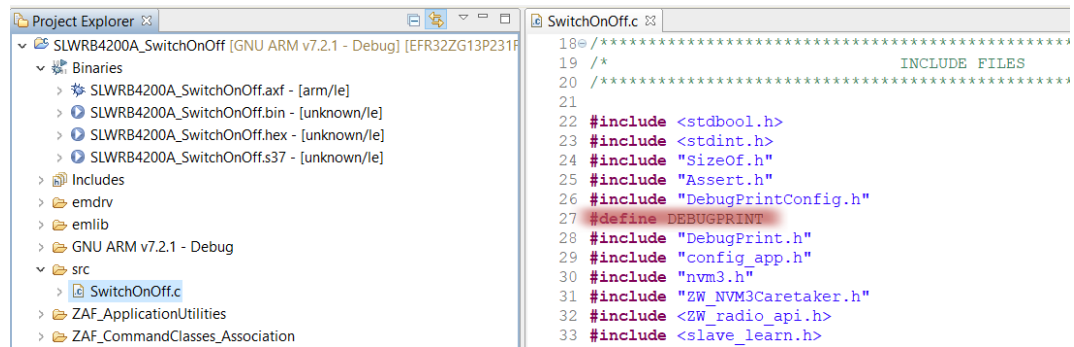 Project Explorer
SLWRB4200A_SwitchOnOff [GNU ARM v7.2.1 - Debug] [EFR32ZG13P231F
Binaries
SLWRB4200A_SwitchOnOff.axf - [arm/le]
SLWRB4200A_SwitchOnOff.bin - [unknown/le]
SLWRB4200A_SwitchOnOff.hex - [unknown/le]
SLWRB4200A_SwitchOnOff.s37 - [unknown/le]
Includes
emdrv
emlib
GNU ARM v7.2.1 - Debug
src
SwitchOnOff.c
ZAF_ApplicationUtilities
ZAF_CommandClasses_Association
SwitchOnOff.c
18 /****************************************************
19 /* INCLUDE FILES
20 /****************************************************
21
22 #include <stdbool.h>
23 #include <stdint.h>
24 #include "SizeOf.h"
25 #include "Assert.h"
26 #include "DebugPrintConfig.h"
27 #define DEBUGPRINT
28 #include "DebugPrint.h"
29 #include "config_app.h"
30 #include "nvm3.h"
31 #include "ZW_NVM3Caretaker.h"
32 #include <ZW_radio_api.h>
33 #include <slave_learn.h>